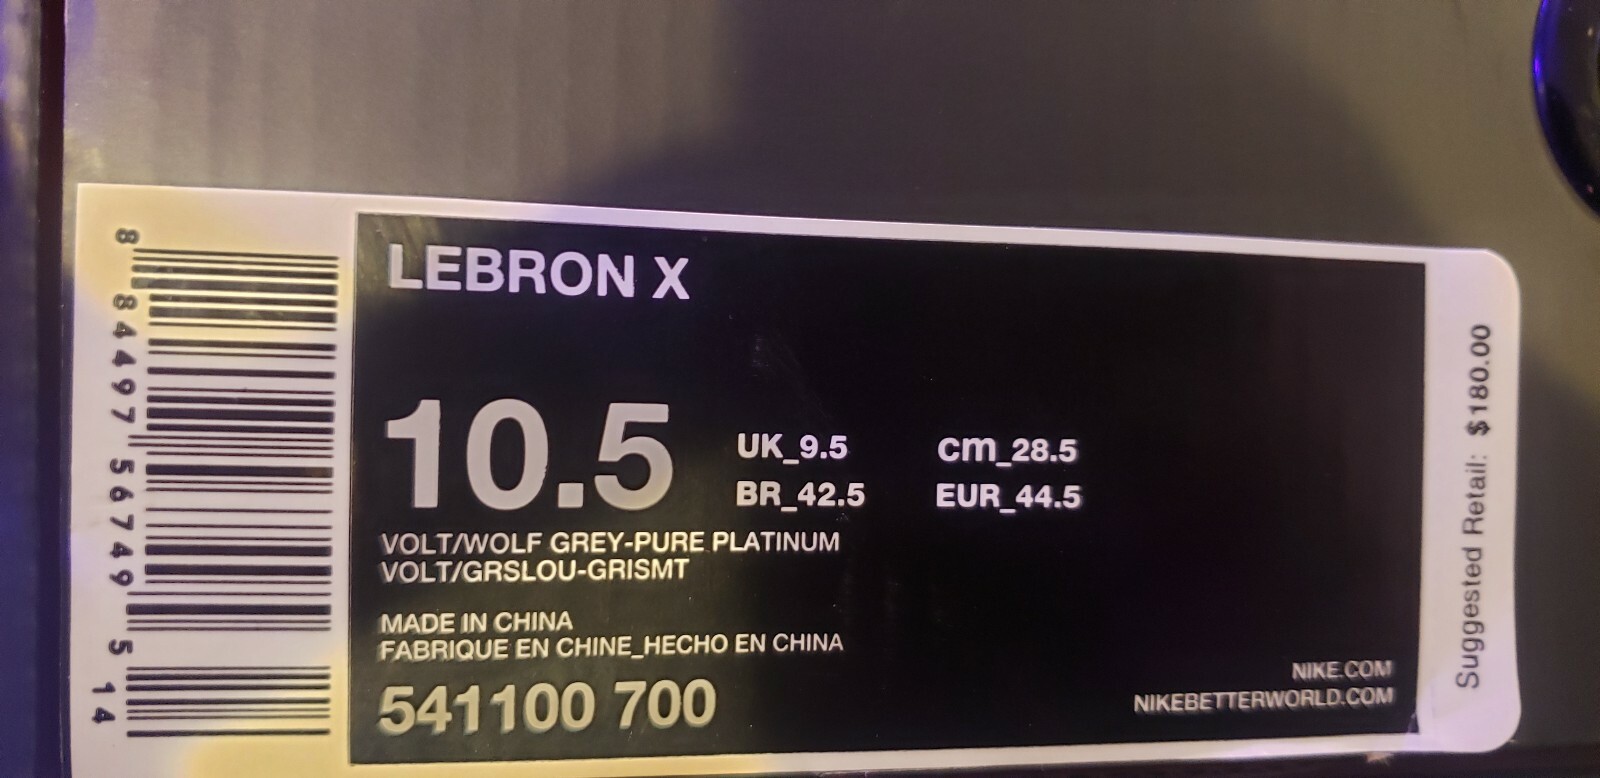 LEBRON X
10.5
UK_9.5 cm_28.5
BR_42.5 EUR_44.5
VOLT/WOLF GREY-PURE PLATINUM
VOLT/GRSLOU-GRISMT
MADE IN CHINA
FABRIQUE EN CHINE_HECHO EN CHINA
541100 700
NIKE.COM
NIKEBETTERWORLD.COM
Suggested Retail: $180.00
8 84497 56749 5 14